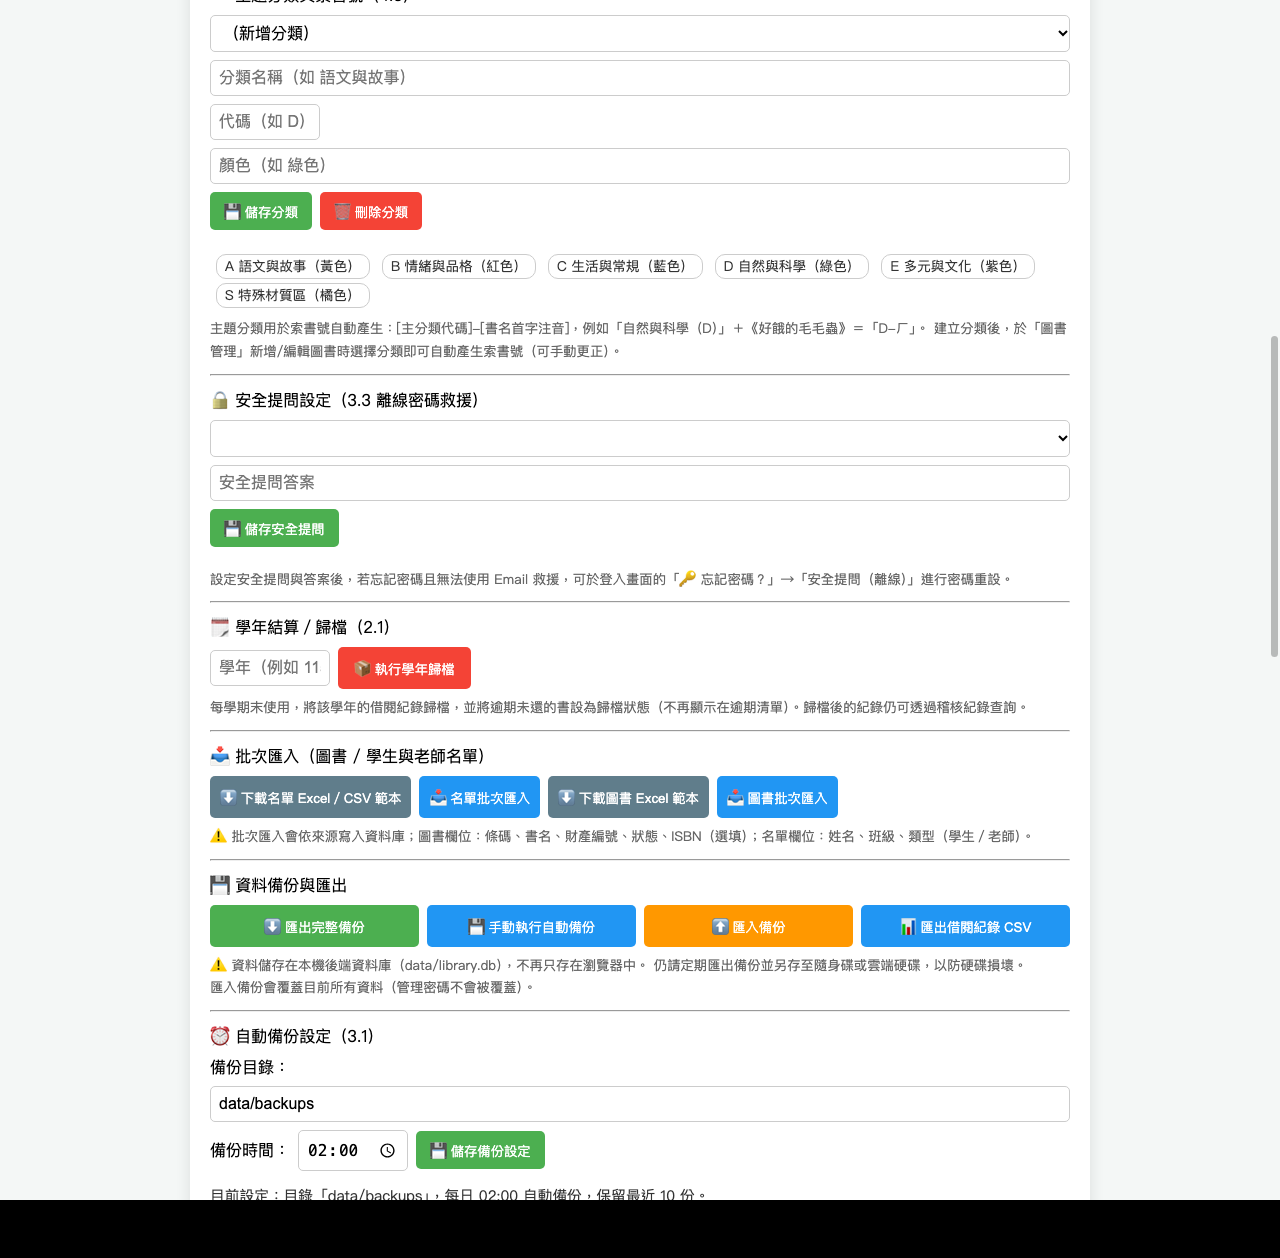 (新增分類)
分類名稱（如 語文與故事）
代碼（如 D）
顏色（如 綠色）
儲存分類 刪除分類
A 語文與故事（黃色） B 情緒與品格（紅色） C 生活與常規（藍色） D 自然與科學（綠色） E 多元與文化（紫色）
S 特殊材質區（橘色）
主題分類用於索書號自動產生：[主分類代碼]-[書名首字注音]，例如「自然與科學（D）」＋《好餓的毛毛蟲》＝「D-ㄏ」。 建立分類後，於「圖書
管理」新增/編輯圖書時選擇分類即可自動產生索書號（可手動更正）。
安全提問設定（3.3 離線密碼救援）
安全提問答案
儲存安全提問
設定安全提問與答案後，若忘記密碼且無法使用 Email 救援，可於登入畫面的「🔑 忘記密碼？」→「安全提問（離線）」進行密碼重設。
學年結算 / 歸檔（2.1）
學年（例如 11 執行學年歸檔
每學期末使用，將該學年的借閱紀錄歸檔，並將逾期未還的書設為歸檔狀態（不再顯示在逾期清單）。歸檔後的紀錄仍可透過稽核紀錄查詢。
批次匯入（圖書 / 學生與老師名單）
下載名單 Excel / CSV 範本 名單批次匯入 下載圖書 Excel 範本 圖書批次匯入
⚠️ 批次匯入會依來源寫入資料庫；圖書欄位：條碼、書名、財產編號、狀態、ISBN（選填）；名單欄位：姓名、班級、類型（學生 / 老師）。
資料備份與匯出
匯出完整備份 手動執行自動備份 匯入備份 匯出借閱紀錄 CSV
⚠️ 資料儲存在本機後端資料庫（data/library.db），不再只存在瀏覽器中。 仍請定期匯出備份並另存至隨身碟或雲端硬碟，以防硬碟損壞。
匯入備份會覆蓋目前所有資料（管理密碼不會被覆蓋）。
自動備份設定（3.1）
備份目錄：
data/backups
備份時間： 02:00 儲存備份設定
目前設定：目錄「data/backups」，每日 02:00 自動備份，保留最近 10 份。